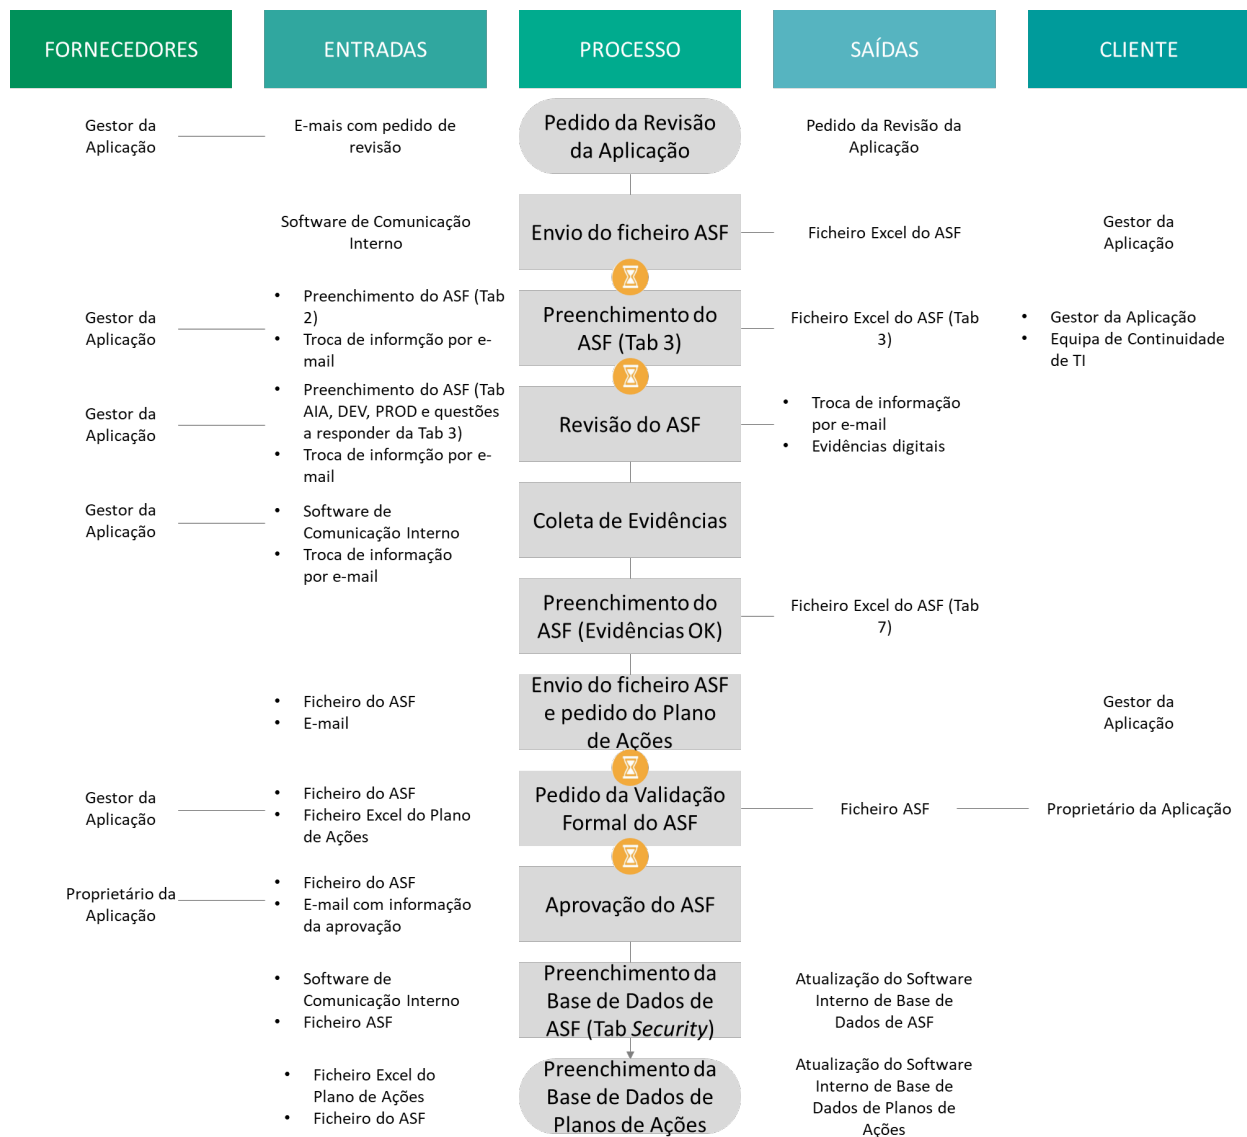 FORNECEDORES
ENTRADAS
PROCESSO
SAÍDAS
CLIENTE
Gestor da
Aplicação
E-mais com pedido de
revisão
Pedido da Revisão
da Aplicação
Pedido da Revisão da
Aplicação
Software de Comunicação
Interno
Envio do ficheiro ASF
Ficheiro Excel do ASF
Gestor da
Aplicação
Gestor da
Aplicação
• Preenchimento do ASF (Tab
2)
• Troca de informção por e-
mail
Preenchimento do
ASF (Tab 3)
Ficheiro Excel do ASF (Tab
3)
• Gestor da Aplicação
• Equipa de Continuidade
de TI
Gestor da
Aplicação
• Preenchimento do ASF (Tab
AIA, DEV, PROD e questões
a responder da Tab 3)
• Troca de informção por e-
mail
Revisão do ASF
• Troca de informação
por e-mail
• Evidências digitais
Gestor da
Aplicação
• Software de
Comunicação Interno
• Troca de informação
por e-mail
Coleta de Evidências
Preenchimento do
ASF (Evidências OK)
Ficheiro Excel do ASF (Tab
7)
• Ficheiro do ASF
• E-mail
Envio do ficheiro ASF
e pedido do Plano
de Ações
Gestor da
Aplicação
Gestor da
Aplicação
• Ficheiro do ASF
• Ficheiro Excel do Plano
de Ações
Pedido da Validação
Formal do ASF
Ficheiro ASF
Proprietário da Aplicação
Proprietário da
Aplicação
• Ficheiro do ASF
• E-mail com informação
da aprovação
Aprovação do ASF
• Software de
Comunicação Interno
• Ficheiro ASF
Preenchimento da
Base de Dados de
ASF (Tab Security)
Atualização do Software
Interno de Base de
Dados de ASF
• Ficheiro Excel do
Plano de Ações
• Ficheiro do ASF
Preenchimento da
Base de Dados de
Planos de Ações
Atualização do Software
Interno de Base de
Dados de Planos de
Ações